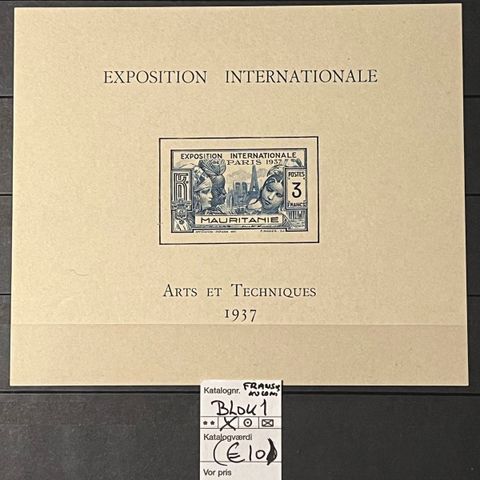 EXPOSITION INTERNATIONALE
EXPOSITION INTERNATIONALE
PARIS 1937
RF
POSTES
3
FRANCS
MAURITANIE
ARTS ET TECHNIQUES
1937
Katalognr.
BLOK 1
Katalogværdi
(€10)
Vor pris